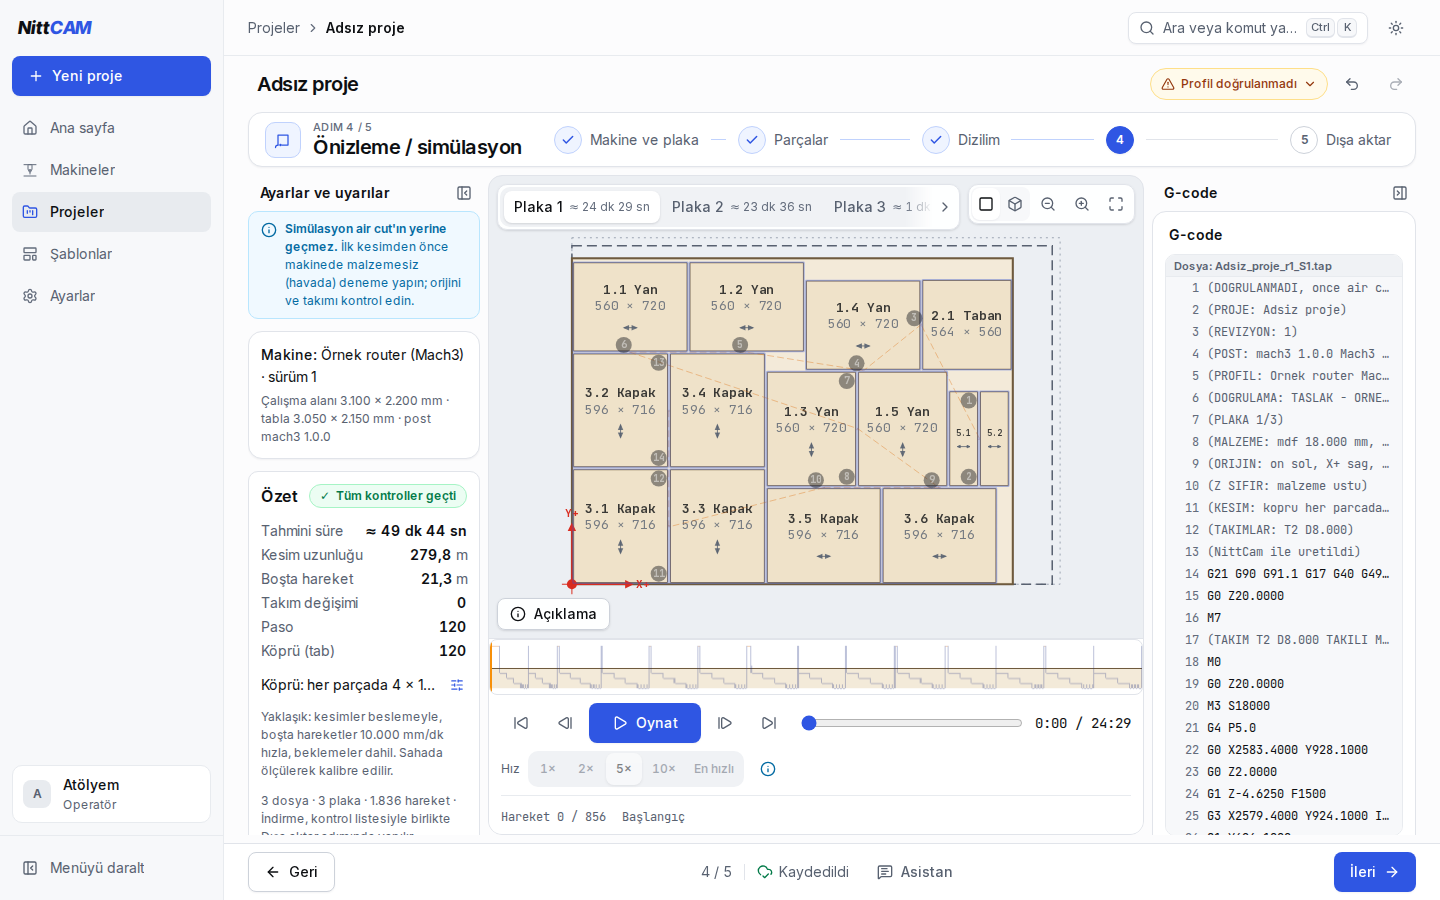 NittCAM
Yeni proje
Ana sayfa
Makineler
Projeler
Şablonlar
Ayarlar
A
Atölyem
Operatör
Menüyü daralt
Projeler > Adsız proje
Ara veya komut ya…
Ctrl K
Adsız proje
Profil doğrulanmadı
ADIM 4 / 5
Önizleme / simülasyon
Makine ve plaka
Parçalar
Dizilim
4
5 Dışa aktar
Ayarlar ve uyarılar
Simülasyon air cut'ın yerine
geçmez. İlk kesimden önce
makinede malzemesiz
(havada) deneme yapın; orijini
ve takımı kontrol edin.
Makine: Örnek router (Mach3)
· sürüm 1
Çalışma alanı 3.100 × 2.200 mm ·
tabla 3.050 × 2.150 mm · post
mach3 1.0.0
Özet
✓ Tüm kontroller geçti
Tahmini süre ≈ 49 dk 44 sn
Kesim uzunluğu 279,8 m
Boşta hareket 21,3 m
Takım değişimi 0
Paso 120
Köprü (tab) 120
Köprü: her parçada 4 × 1…
Yaklaşık: kesimler beslemeyle,
boşta hareketler 10.000 mm/dk
hızla, beklemeler dahil. Sahada
ölçülerek kalibre edilir.
3 dosya · 3 plaka · 1.836 hareket ·
İndirme, kontrol listesiyle birlikte
Plaka 1 ≈ 24 dk 29 sn
Plaka 2 ≈ 23 dk 36 sn
Plaka 3 ≈ 1 dk
1.1 Yan
560 × 720
6
1.2 Yan
560 × 720
5
1.4 Yan
560 × 720
4
3
2.1 Taban
564 × 560
13
3.2 Kapak
596 × 716
14
3.4 Kapak
596 × 716
7
1.3 Yan
560 × 720
10
8
1.5 Yan
560 × 720
9
1
5.1
2
5.2
12
3.1 Kapak
596 × 716
11
3.3 Kapak
596 × 716
3.5 Kapak
596 × 716
3.6 Kapak
596 × 716
Y+
X+
Açıklama
Oynat
0:00 / 24:29
Hız
1×
2×
5×
10×
En hızlı
Hareket 0 / 856 Başlangıç
G-code
G-code
Dosya: Adsiz_proje_r1_S1.tap
1 (DOGRULANMADI, once air c…
2 (PROJE: Adsiz proje)
3 (REVIZYON: 1)
4 (POST: mach3 1.0.0 Mach3 …
5 (PROFIL: Ornek router Mac…
6 (DOGRULAMA: TASLAK - ORNE…
7 (PLAKA 1/3)
8 (MALZEME: mdf 18.000 mm, …
9 (ORIJIN: on sol, X+ sag, …
10 (Z SIFIR: malzeme ustu)
11 (KESIM: kopru her parcada…
12 (TAKIMLAR: T2 D8.000)
13 (NittCam ile uretildi)
14 G21 G90 G91.1 G17 G40 G49…
15 G0 Z20.0000
16 M7
17 (TAKIM T2 D8.000 TAKILI M…
18 M0
19 G0 Z20.0000
20 M3 S18000
21 G4 P5.0
22 G0 X2583.4000 Y928.1000
23 G0 Z2.0000
24 G1 Z-4.6250 F1500
25 G3 X2579.4000 Y924.1000 I…
Geri
4 / 5
Kaydedildi
Asistan
İleri